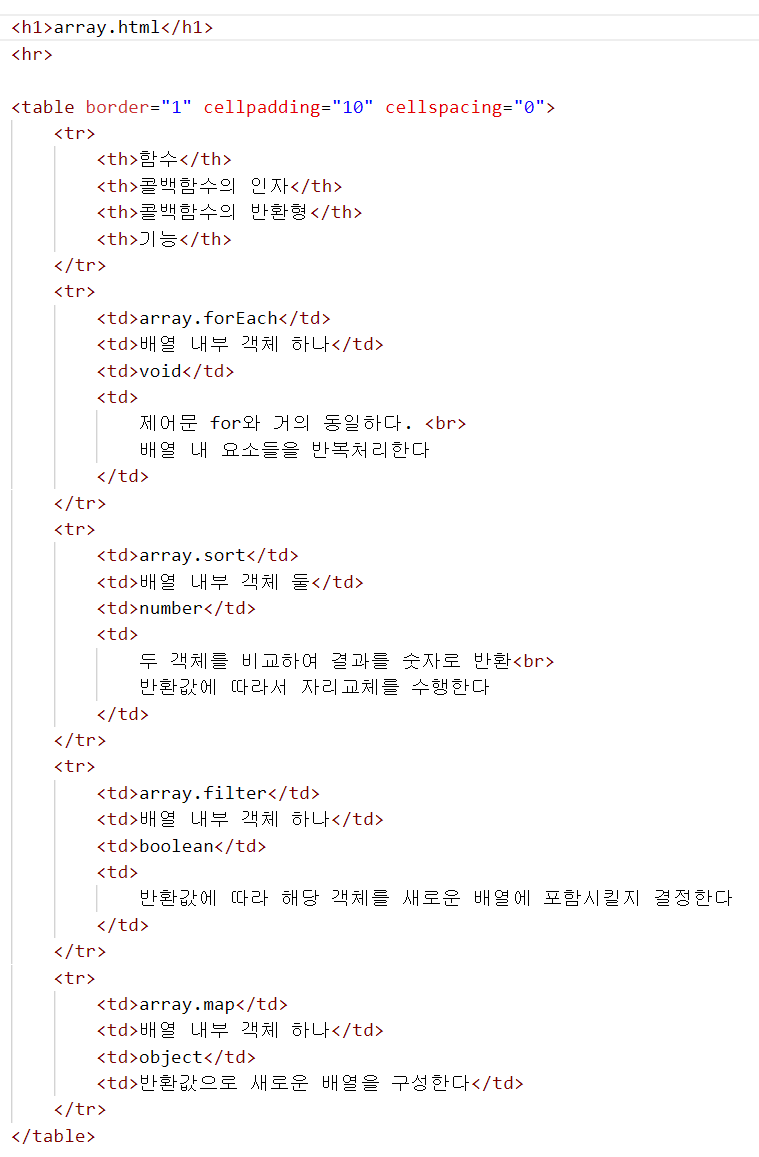 <h1>array.html</h1>
<hr>
<table border="1" cellpadding="10" cellspacing="0">
<tr>
<th>함수</th>
<th>콜백함수의 인자</th>
<th>콜백함수의 반환형</th>
<th>기능</th>
</tr>
<tr>
<td>array.forEach</td>
<td>배열 내부 객체 하나</td>
<td>void</td>
<td>
제어문 for와 거의 동일하다. <br>
배열 내 요소들을 반복처리한다
</td>
</tr>
<tr>
<td>array.sort</td>
<td>배열 내부 객체 둘</td>
<td>number</td>
<td>
두 객체를 비교하여 결과를 숫자로 반환<br>
반환값에 따라서 자리교체를 수행한다
</td>
</tr>
<tr>
<td>array.filter</td>
<td>배열 내부 객체 하나</td>
<td>boolean</td>
<td>
반환값에 따라 해당 객체를 새로운 배열에 포함시킬지 결정한다
</td>
</tr>
<tr>
<td>array.map</td>
<td>배열 내부 객체 하나</td>
<td>object</td>
<td>반환값으로 새로운 배열을 구성한다</td>
</tr>
</table>